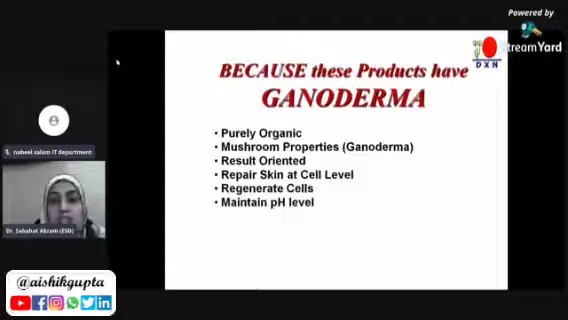 Powered by
StreamYard
DXN
BECAUSE these Products have
GANODERMA
• Purely Organic
• Mushroom Properties (Ganoderma)
• Result Oriented
• Repair Skin at Cell Level
• Regenerate Cells
• Maintain pH level
nabeel salam IT department
Dr. Sabahat Akram (ESD)
@aishikgupta